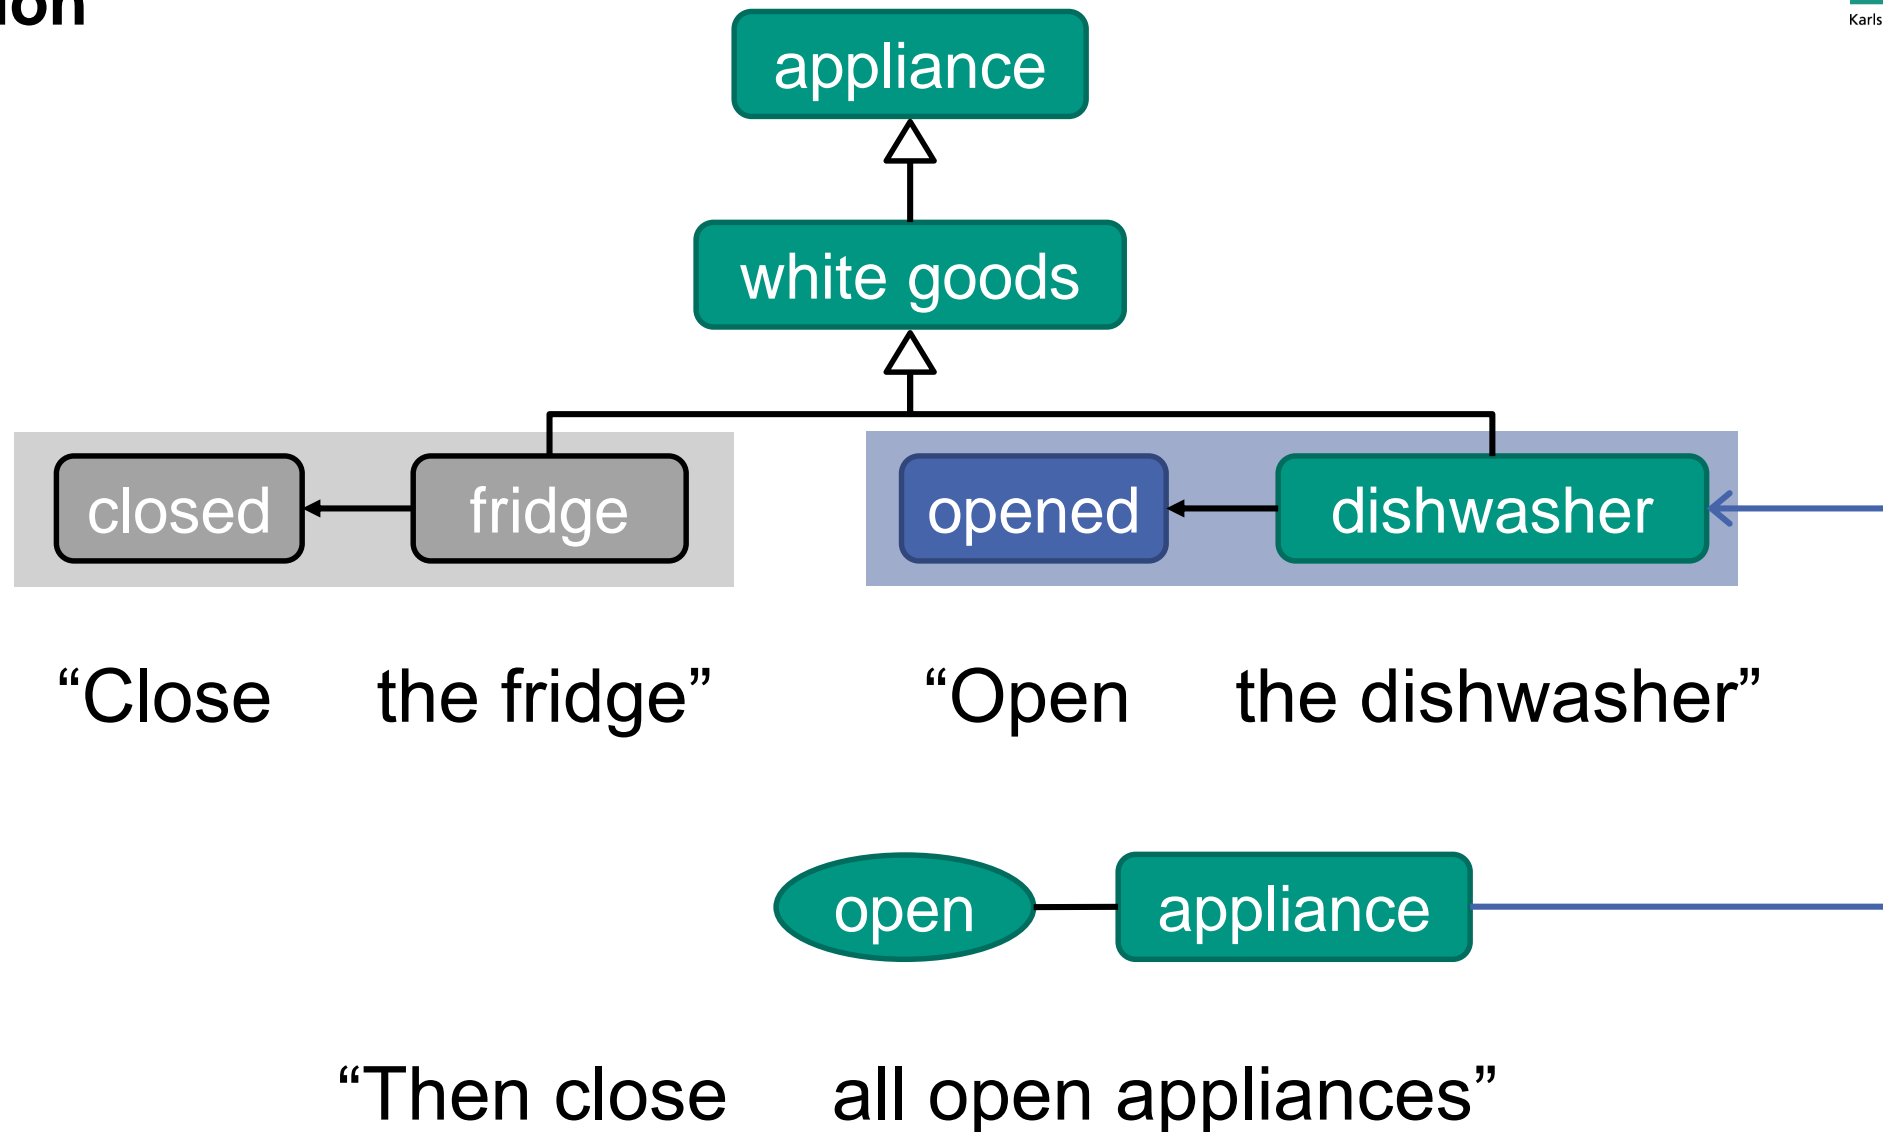 appliance
white goods
closed fridge opened dishwasher
“Close the fridge” “Open the dishwasher”
open appliance
“Then close all open appliances”